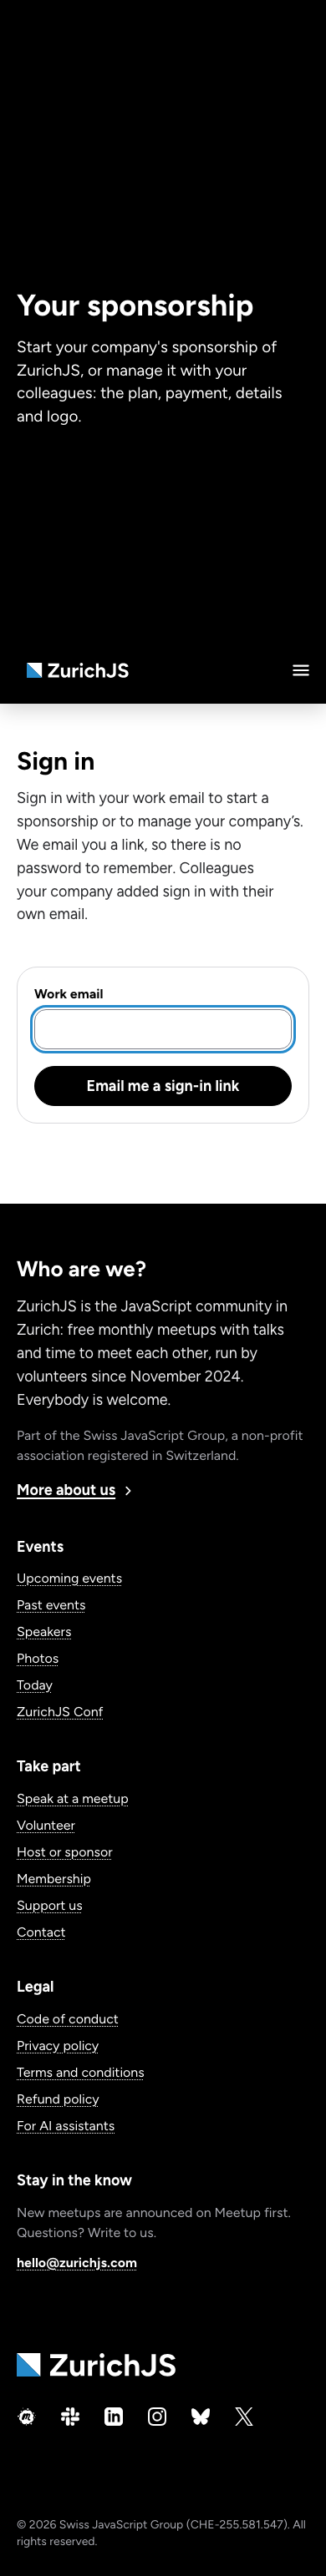 Your sponsorship
Start your company's sponsorship of
ZurichJS, or manage it with your
colleagues: the plan, payment, details
and logo.
ZurichJS
Sign in
Sign in with your work email to start a
sponsorship or to manage your company’s.
We email you a link, so there is no
password to remember. Colleagues
your company added sign in with their
own email.
Work email
Email me a sign-in link
Who are we?
ZurichJS is the JavaScript community in
Zurich: free monthly meetups with talks
and time to meet each other, run by
volunteers since November 2024.
Everybody is welcome.
Part of the Swiss JavaScript Group, a non-profit
association registered in Switzerland.
More about us
Events
Upcoming events
Past events
Speakers
Photos
Today
ZurichJS Conf
Take part
Speak at a meetup
Volunteer
Host or sponsor
Membership
Support us
Contact
Legal
Code of conduct
Privacy policy
Terms and conditions
Refund policy
For AI assistants
Stay in the know
New meetups are announced on Meetup first.
Questions? Write to us.
hello@zurichjs.com
ZurichJS
© 2026 Swiss JavaScript Group (CHE-255.581.547). All
rights reserved.